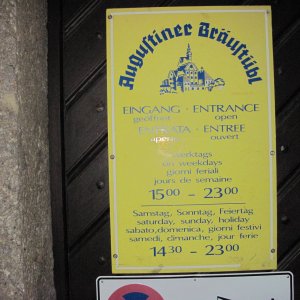 Augustiner Bräustübl
EINGANG · ENTRANCE
geöffnet open
ENTRATA · ENTREE
aperto ouvert
werktags
on weekdays
giorni feriali
jours de semaine
15 00 - 23 00
Samstag, Sonntag, Feiertag
saturday, sunday, holiday
sabato, domenica, giorni festivi
samedi, dimanche, jour ferie
14 30 - 23 00